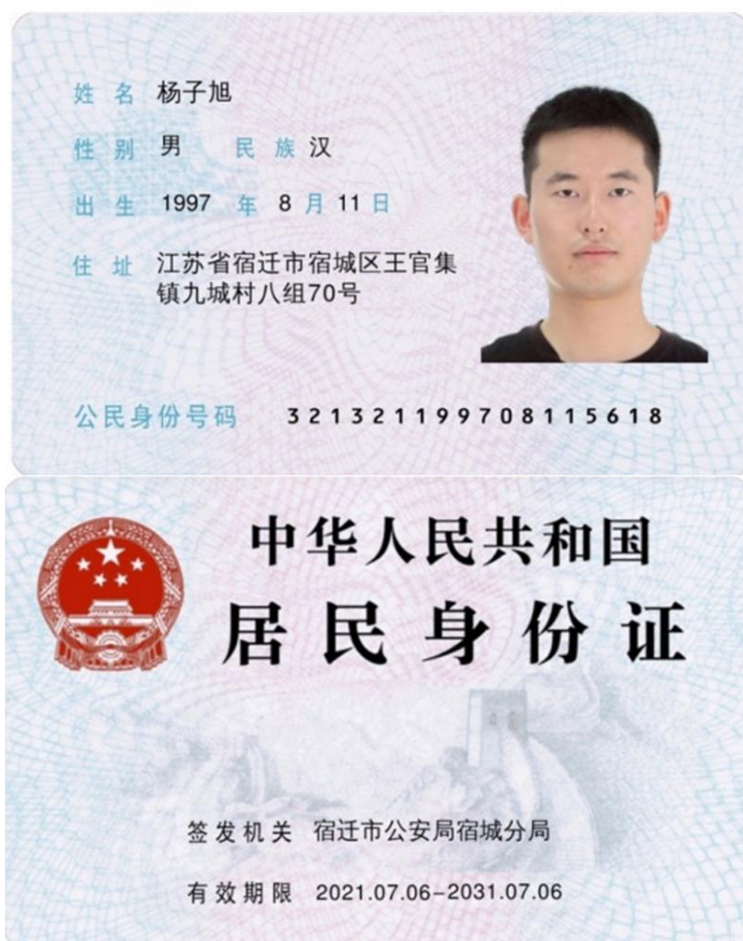 姓名 杨子旭
性别 男 民族 汉
出生 1997 年 8 月 11 日
住址 江苏省宿迁市宿城区王官集
镇九城村八组70号
公民身份号码 321321199708115618
中华人民共和国
居民身份证
签发机关 宿迁市公安局宿城分局
有效期限 2021.07.06-2031.07.06